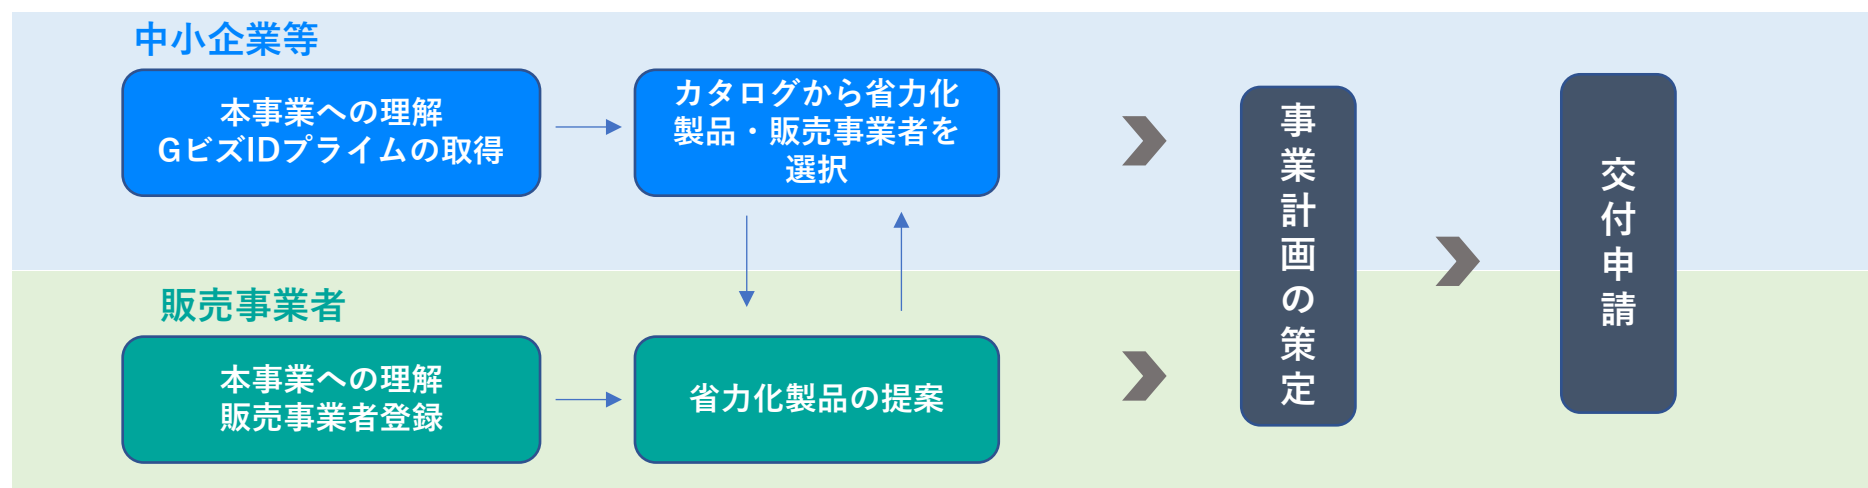 中小企業等
本事業への理解
GビズIDプライムの取得
カタログから省力化
製品・販売事業者を
選択
販売事業者
本事業への理解
販売事業者登録
省力化製品の提案
事業計画の策定
交付申請